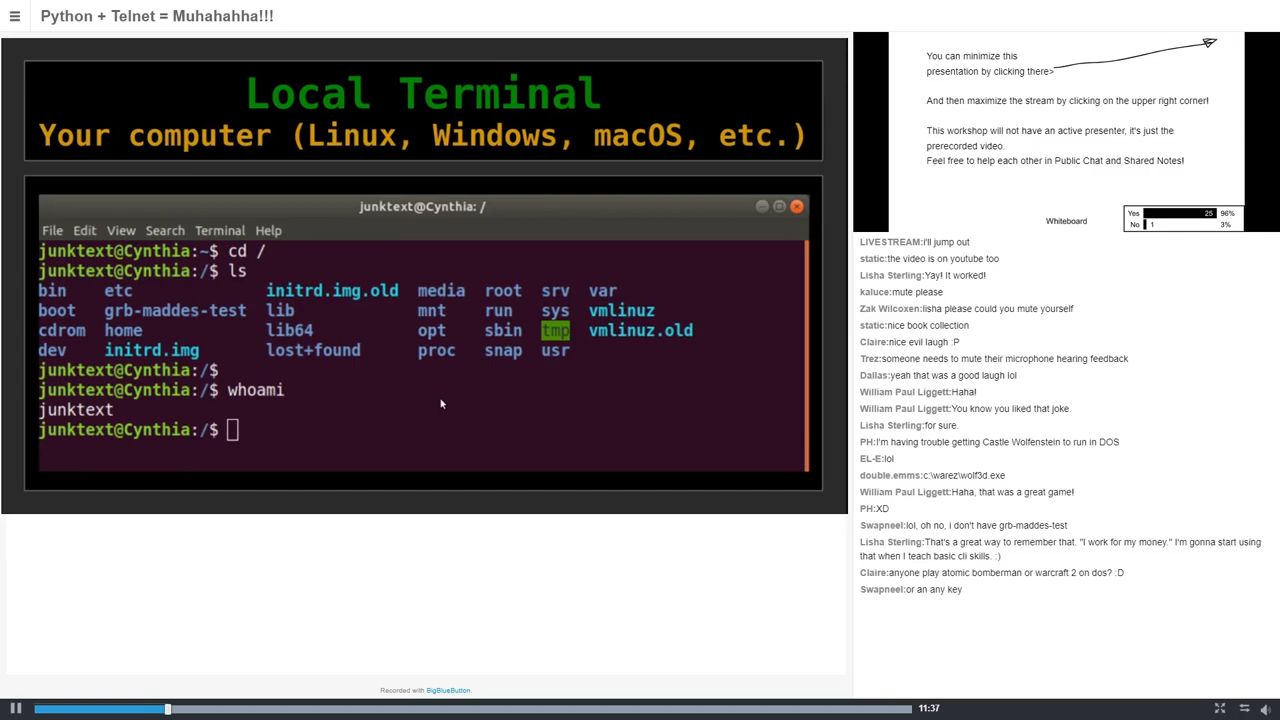 Python + Telnet = Muhahahha!!!
Local Terminal
Your computer (Linux, Windows, macOS, etc.)
junktext@Cynthia: /
File Edit View Search Terminal Help
junktext@Cynthia:~$ cd /
junktext@Cynthia:/$ ls
bin etc initrd.img.old media root srv var
boot grb-maddes-test lib mnt run sys vmlinuz
cdrom home lib64 opt sbin tmp vmlinuz.old
dev initrd.img lost+found proc snap usr
junktext@Cynthia:/$
junktext@Cynthia:/$ whoami
junktext
junktext@Cynthia:/$
Recorded with BigBlueButton.
You can minimize this
presentation by clicking there>
And then maximize the stream by clicking on the upper right corner!
This workshop will not have an active presenter, it's just the
prerecorded video.
Feel free to help each other in Public Chat and Shared Notes!
Whiteboard
Yes 25 96%
No 1 3%
LIVESTREAM:i'll jump out
static:the video is on youtube too
Lisha Sterling:Yay! It worked!
kaluce:mute please
Zak Wilcoxen:lisha please could you mute yourself
static:nice book collection
Claire:nice evil laugh :P
Trez:someone needs to mute their microphone hearing feedback
Dallas:yeah that was a good laugh lol
William Paul Liggett:Haha!
William Paul Liggett:You know you liked that joke.
Lisha Sterling:for sure.
PH:I'm having trouble getting Castle Wolfenstein to run in DOS
EL-E:lol
double.emms:c:\warez\wolf3d.exe
William Paul Liggett:Haha, that was a great game!
PH:XD
Swapneel:lol, oh no, i don't have grb-maddes-test
Lisha Sterling:That's a great way to remember that. "I work for my money." I'm gonna start using
that when I teach basic cli skills. :)
Claire:anyone play atomic bomberman or warcraft 2 on dos? :D
Swapneel:or an any key
11:37